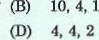 (B) 10, 4, 1
(D) 4, 4, 2